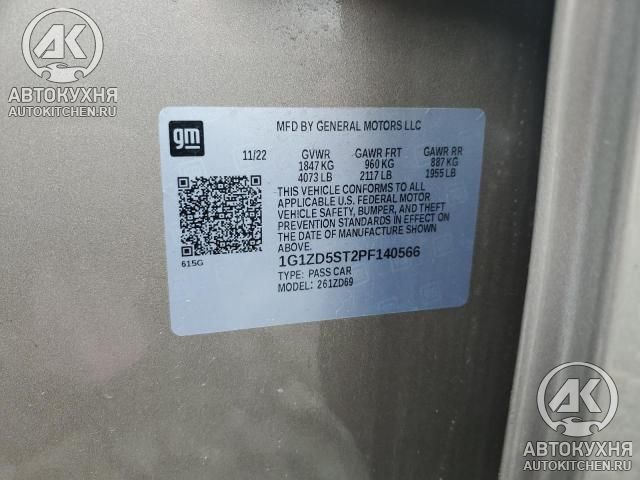 AK
АВТОКУХНЯ
AUTOKITCHEN.RU
gm
MFD BY GENERAL MOTORS LLC
11/22 GVWR GAWR FRT GAWR RR
1847 KG 960 KG 887 KG
4073 LB 2117 LB 1955 LB
THIS VEHICLE CONFORMS TO ALL
APPLICABLE U.S. FEDERAL MOTOR
VEHICLE SAFETY, BUMPER, AND THEFT
PREVENTION STANDARDS IN EFFECT ON
THE DATE OF MANUFACTURE SHOWN ABOVE.
615G
1G1ZD5ST2PF140566
TYPE: PASS CAR
MODEL: 261ZD69
AK
АВТОКУХНЯ
AUTOKITCHEN.RU